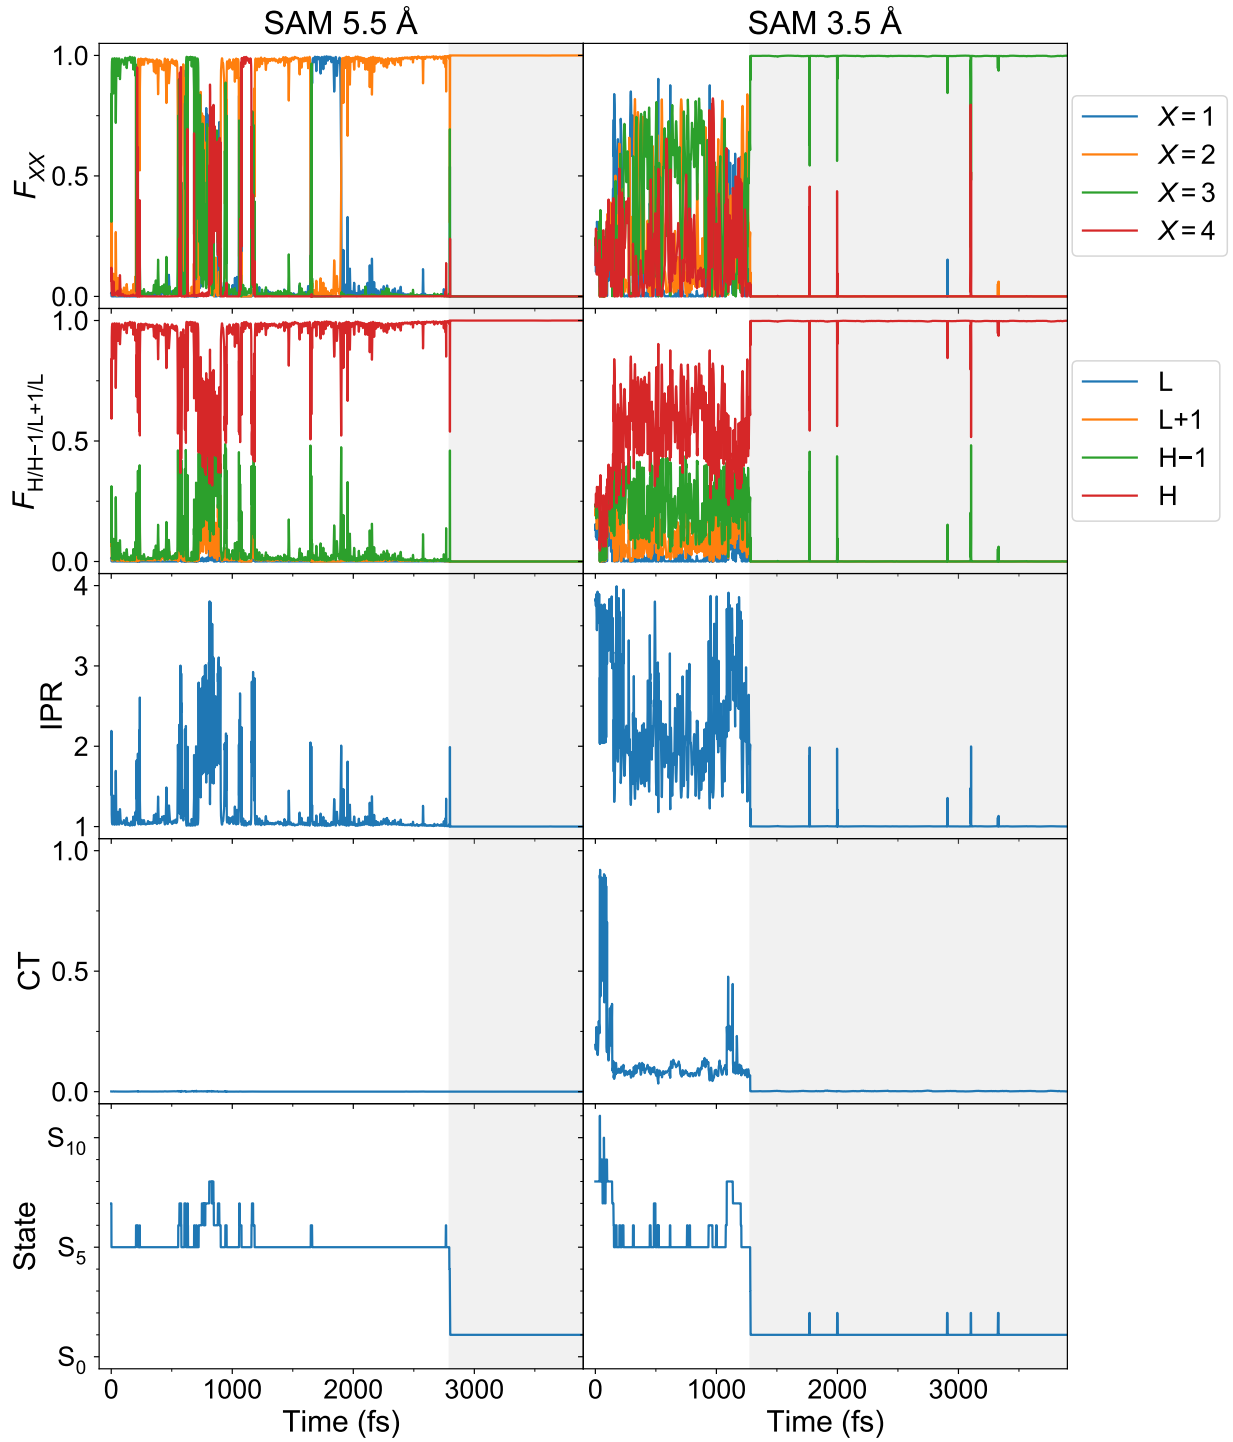 SAM 5.5 Å SAM 3.5 Å
1.0
0.5
0.0
F_XX
X = 1
X = 2
X = 3
X = 4
1.0
0.5
0.0
F_H/H−1/L+1/L
L
L+1
H−1
H
4
3
2
1
IPR
1.0
0.5
0.0
CT
S_10
S_5
S_0
State
0 1000 2000 3000 0 1000 2000 3000
Time (fs) Time (fs)